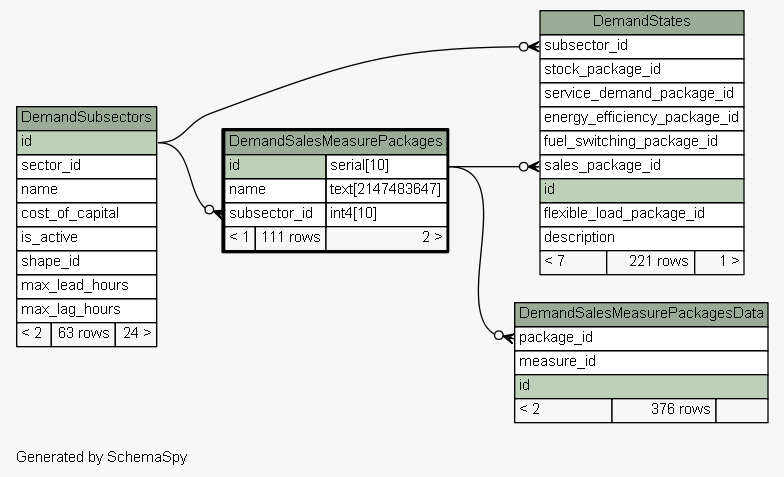 DemandStates
subsector_id
stock_package_id
service_demand_package_id
energy_efficiency_package_id
fuel_switching_package_id
sales_package_id
id
flexible_load_package_id
description
< 7 221 rows 1 >
DemandSubsectors
id
sector_id
name
cost_of_capital
is_active
shape_id
max_lead_hours
max_lag_hours
< 2 63 rows 24 >
DemandSalesMeasurePackages
id serial[10]
name text[2147483647]
subsector_id int4[10]
< 1 111 rows 2 >
DemandSalesMeasurePackagesData
package_id
measure_id
id
< 2 376 rows
Generated by SchemaSpy